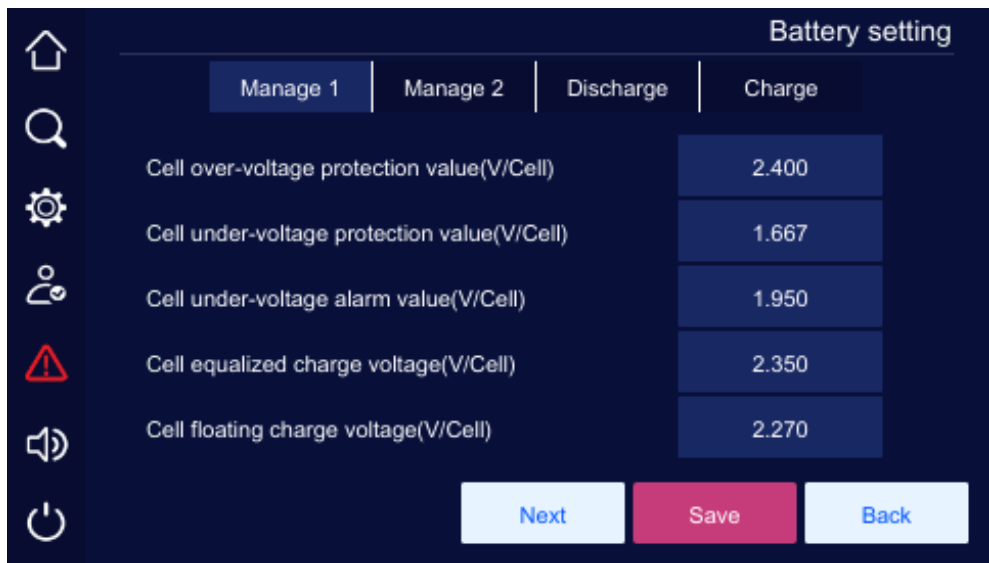 Battery setting
Manage 1 Manage 2 Discharge Charge
Cell over-voltage protection value(V/Cell) 2.400
Cell under-voltage protection value(V/Cell) 1.667
Cell under-voltage alarm value(V/Cell) 1.950
Cell equalized charge voltage(V/Cell) 2.350
Cell floating charge voltage(V/Cell) 2.270
Next Save Back